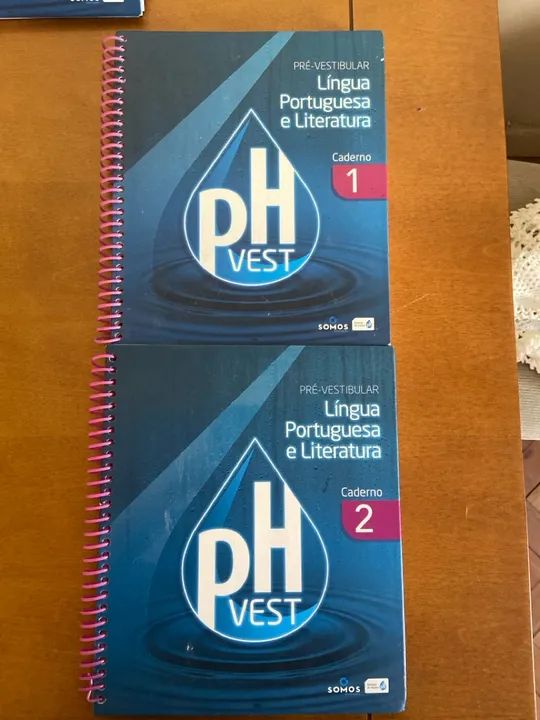 PRÉ-VESTIBULAR
Língua
Portuguesa
e Literatura
Caderno
1
pH
VEST
SOMOS
PRÉ-VESTIBULAR
Língua
Portuguesa
e Literatura
Caderno
2
pH
VEST
SOMOS